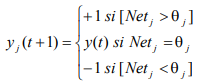 +1 si [Net_j > θ_j]
y_j(t+1) = { y(t) si Net_j = θ_j
-1 si [Net_j < θ_j]